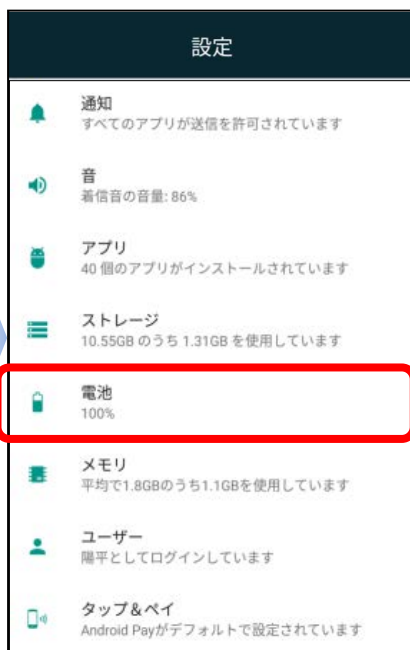 設定
通知
すべてのアプリが送信を許可されています
音
着信音の音量: 86%
アプリ
40 個のアプリがインストールされています
ストレージ
10.55GB のうち 1.31GB を使用しています
電池
100%
メモリ
平均で1.8GBのうち1.1GBを使用しています
ユーザー
陽平としてログインしています
タップ＆ペイ
Android Payがデフォルトで設定されています